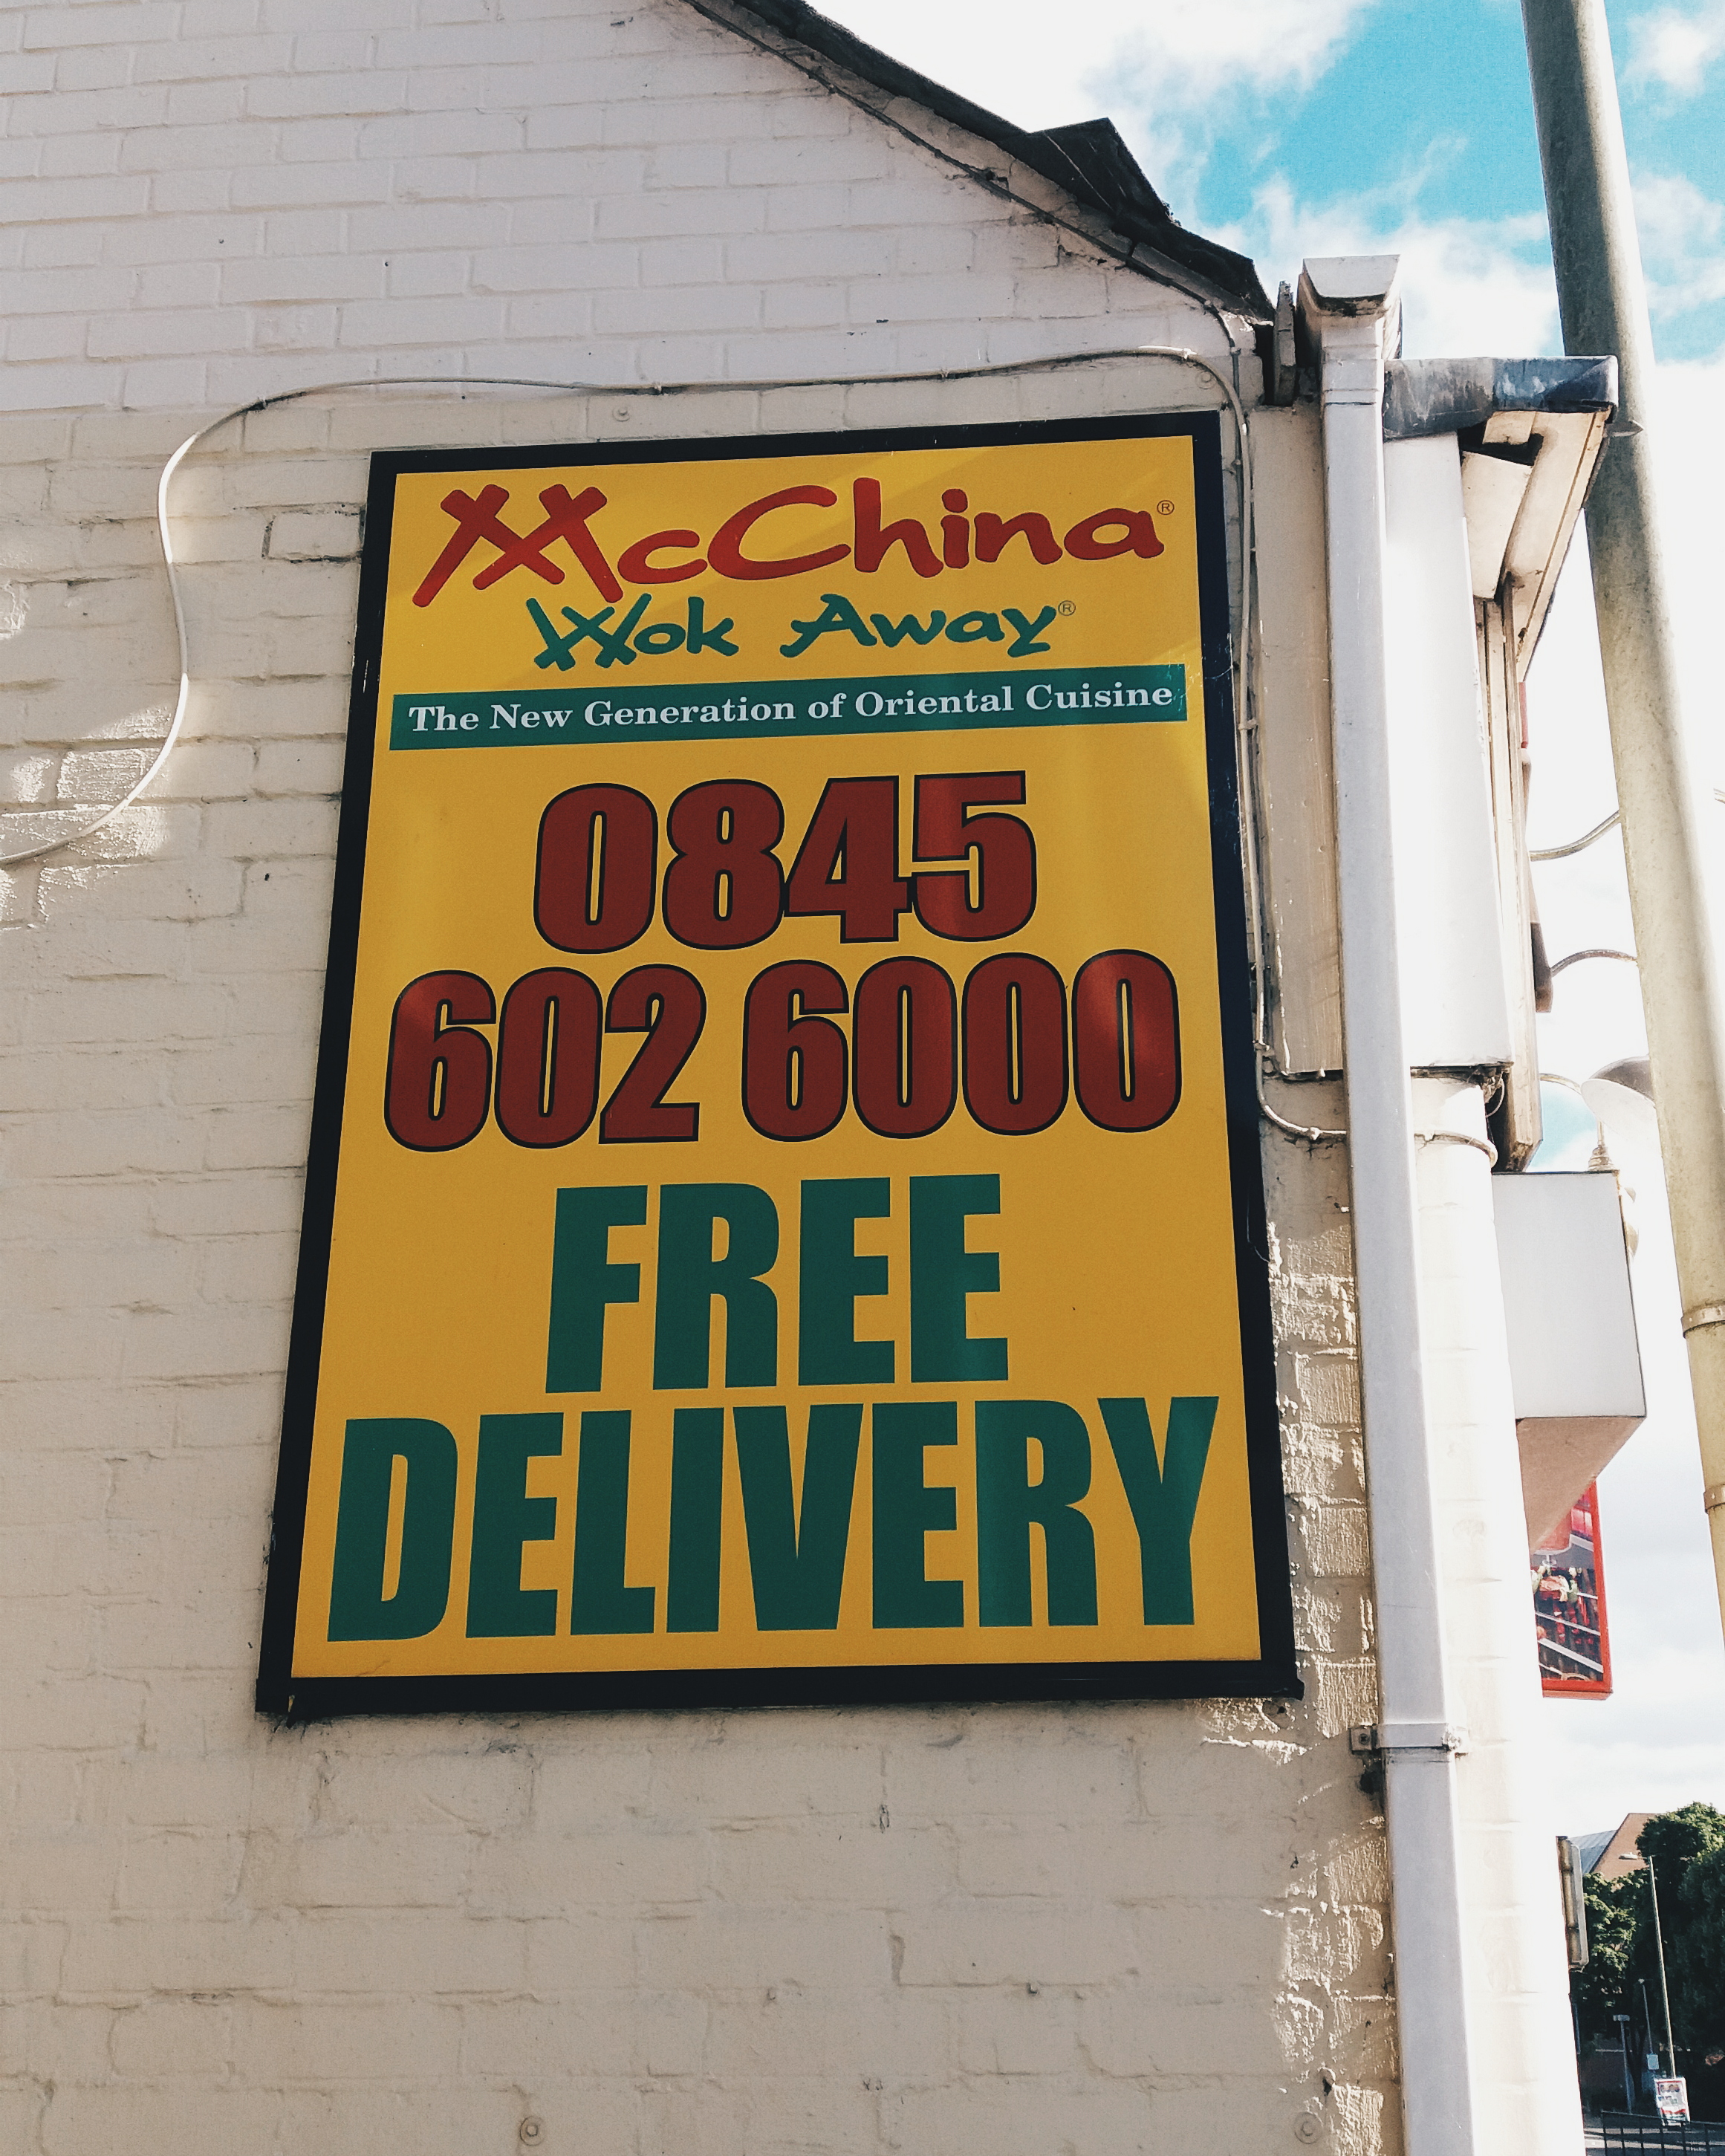 McChina®
Wok Away®
The New Generation of Oriental Cuisine
0845
602 6000
FREE
DELIVERY